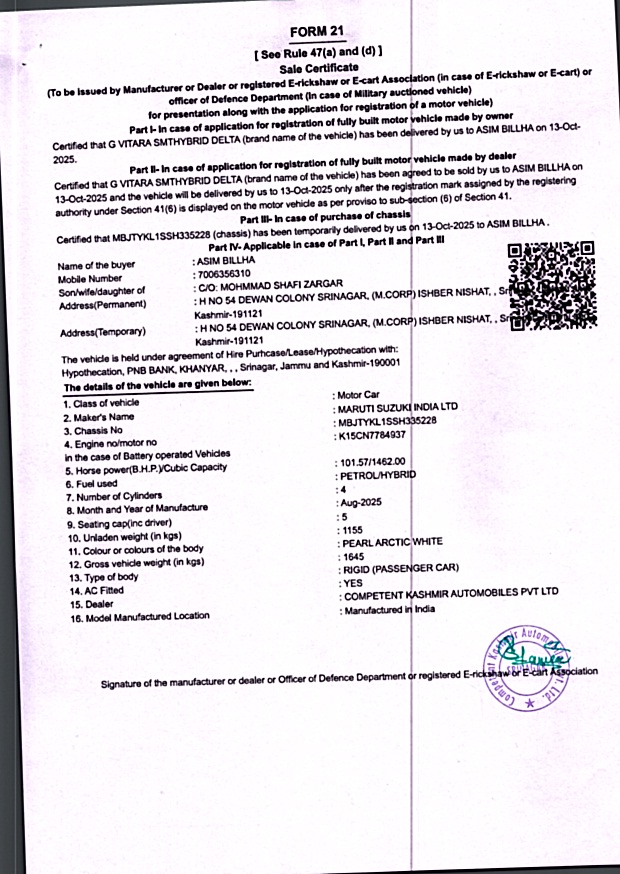 FORM 21
[ See Rule 47(a) and (d) ]
Sale Certificate
(To be issued by Manufacturer or Dealer or registered E-rickshaw or E-cart Association (in case of E-rickshaw or E-cart) or
officer of Defence Department (in case of Military auctioned vehicle)
for presentation along with the application for registration of a motor vehicle)
Part I- In case of application for registration of fully built motor vehicle made by owner
Certified that G VITARA SMTHYBRID DELTA (brand name of the vehicle) has been delivered by us to ASIM BILLHA on 13-Oct-
2025.
Part II- In case of application for registration of fully built motor vehicle made by dealer
Certified that G VITARA SMTHYBRID DELTA (brand name of the vehicle) has been agreed to be sold by us to ASIM BILLHA on
13-Oct-2025 and the vehicle will be delivered by us to 13-Oct-2025 only after the registration mark assigned by the registering
authority under Section 41(6) is displayed on the motor vehicle as per proviso to sub-section (6) of Section 41.
Part III- In case of purchase of chassis
Certified that MBJTYKL1SSH335228 (chassis) has been temporarily delivered by us on 13-Oct-2025 to ASIM BILLHA .
Part IV- Applicable in case of Part I, Part II and Part III
Name of the buyer : ASIM BILLHA
Mobile Number : 7006356310
Son/wife/daughter of : C/O: MOHMMAD SHAFI ZARGAR
Address(Permanent) : H NO 54 DEWAN COLONY SRINAGAR, (M.CORP) ISHBER NISHAT, , Sri
Kashmir-191121
Address(Temporary) : H NO 54 DEWAN COLONY SRINAGAR, (M.CORP) ISHBER NISHAT, , Sri
Kashmir-191121
The vehicle is held under agreement of Hire Purhcase/Lease/Hypothecation with:
Hypothecation, PNB BANK, KHANYAR, , , Srinagar, Jammu and Kashmir-190001
The details of the vehicle are given below:
1. Class of vehicle : Motor Car
2. Maker's Name : MARUTI SUZUKI INDIA LTD
3. Chassis No : MBJTYKL1SSH335228
4. Engine no/motor no : K15CN7784937
in the case of Battery operated Vehicles
5. Horse power(B.H.P.)/Cubic Capacity : 101.57/1462.00
6. Fuel used : PETROL/HYBRID
7. Number of Cylinders : 4
8. Month and Year of Manufacture : Aug-2025
9. Seating cap(inc driver) : 5
10. Unladen weight (in kgs) : 1155
11. Colour or colours of the body : PEARL ARCTIC WHITE
12. Gross vehicle weight (in kgs) : 1645
13. Type of body : RIGID (PASSENGER CAR)
14. AC Fitted : YES
15. Dealer : COMPETENT KASHMIR AUTOMOBILES PVT LTD
16. Model Manufactured Location : Manufactured in India
Signature of the manufacturer or dealer or Officer of Defence Department or registered E-rickshaw or E-cart Association